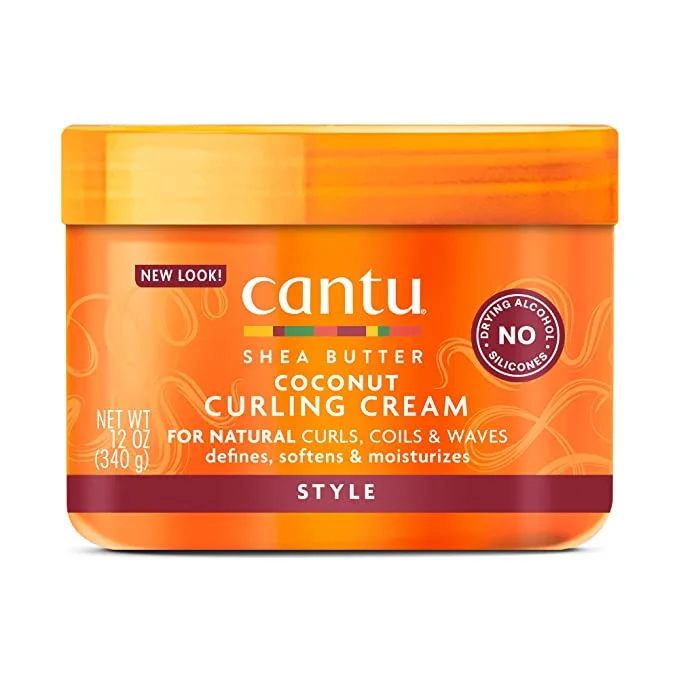 NEW LOOK!
cantu®
SHEA BUTTER
COCONUT
CURLING CREAM
FOR NATURAL CURLS, COILS & WAVES
defines, softens & moisturizes
NET WT
12 OZ
(340 g)
DRYING ALCOHOL
NO
SILICONES
STYLE